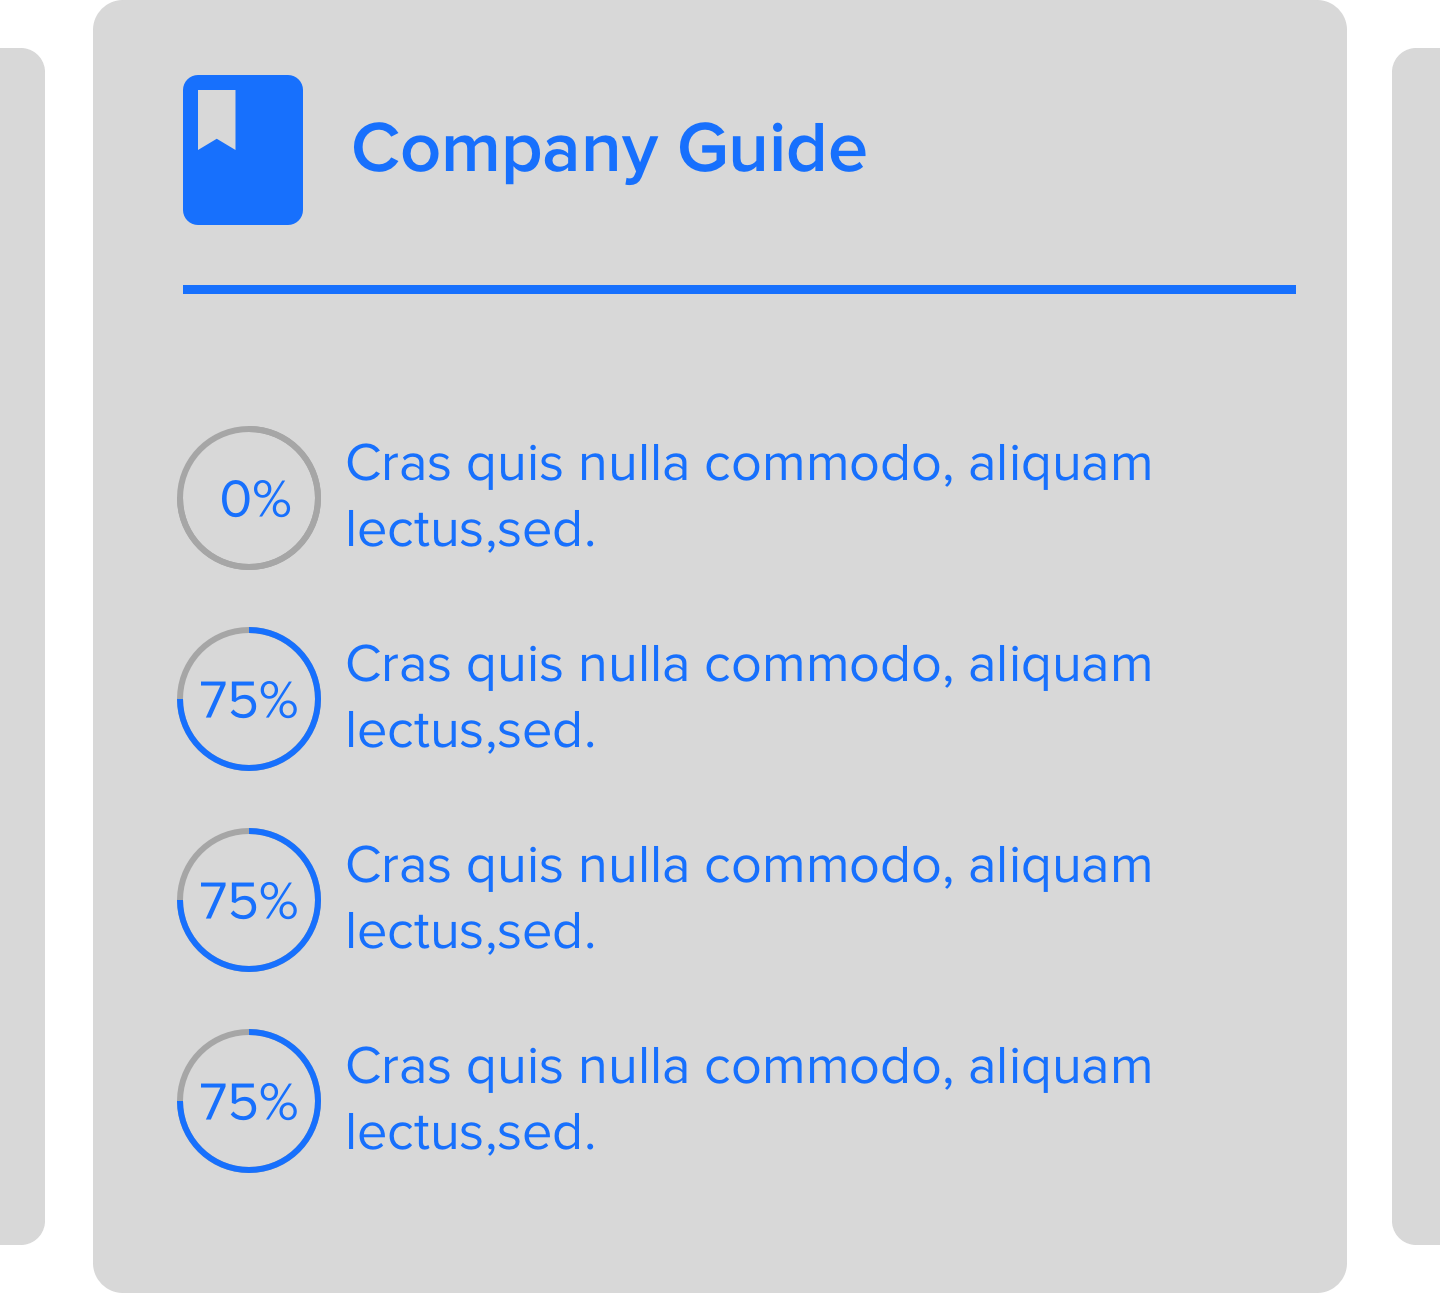 Company Guide
0%
Cras quis nulla commodo, aliquam
lectus,sed.
75%
Cras quis nulla commodo, aliquam
lectus,sed.
75%
Cras quis nulla commodo, aliquam
lectus,sed.
75%
Cras quis nulla commodo, aliquam
lectus,sed.